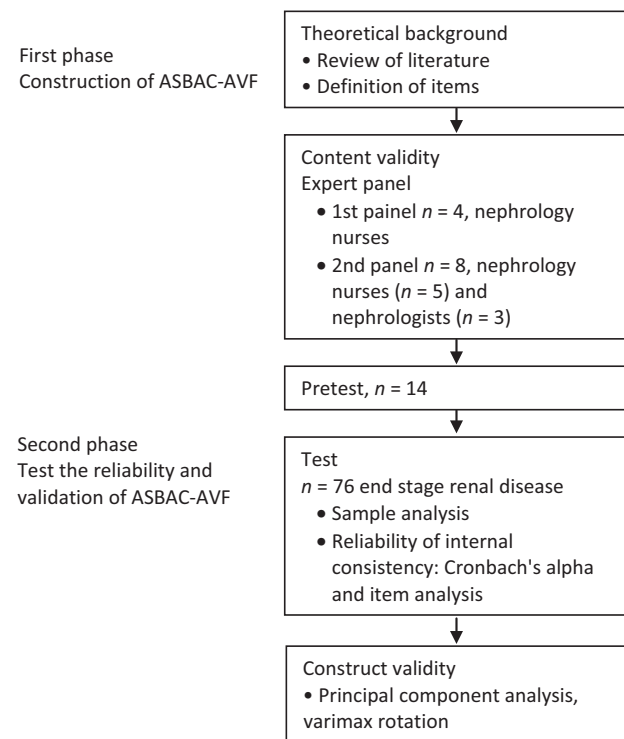 First phase
Construction of ASBAC-AVF
Theoretical background
• Review of literature
• Definition of items
Content validity
Expert panel
• 1st painel n = 4, nephrology
nurses
• 2nd panel n = 8, nephrology
nurses (n = 5) and
nephrologists (n = 3)
Pretest, n = 14
Second phase
Test the reliability and
validation of ASBAC-AVF
Test
n = 76 end stage renal disease
• Sample analysis
• Reliability of internal
consistency: Cronbach's alpha
and item analysis
Construct validity
• Principal component analysis,
varimax rotation